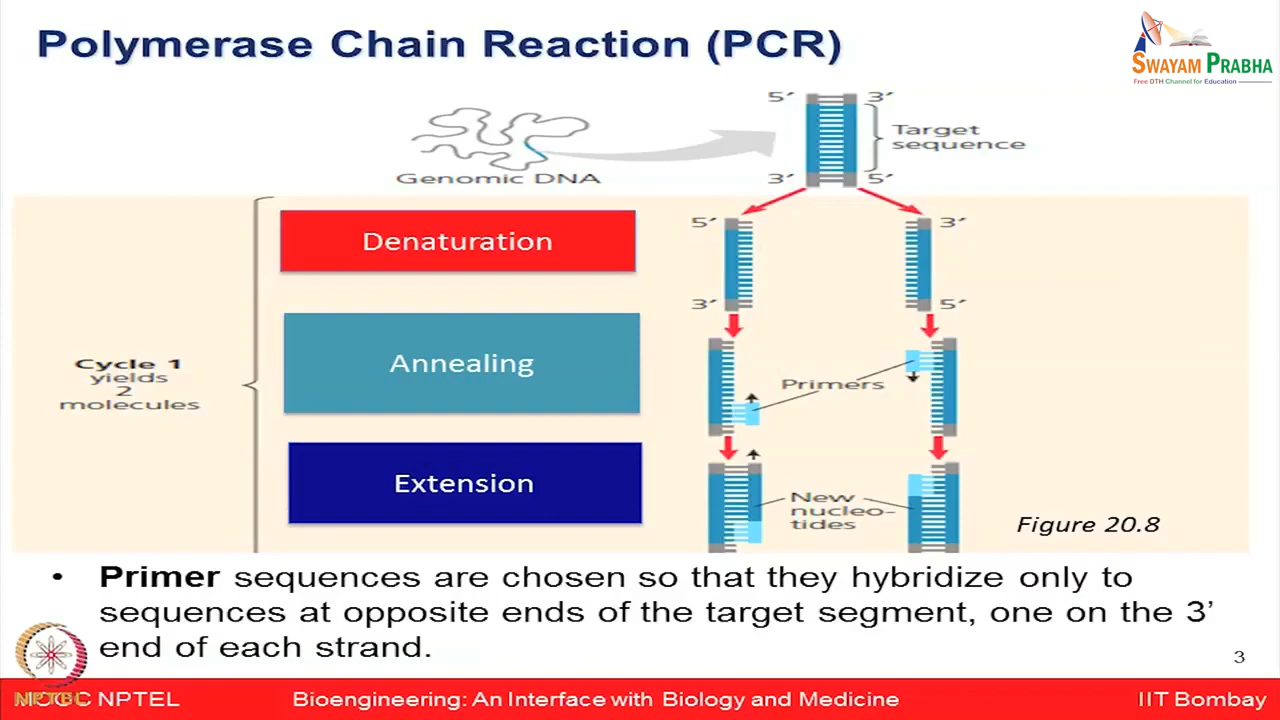 Polymerase Chain Reaction (PCR)
SWAYAM PRABHA
Free DTH Channel for Education
5′ 3′
Target
sequence
Genomic DNA
3′ 5′
Denaturation
5′ 3′
3′ 5′
Annealing
Cycle 1
yields
2
molecules
Primers
Extension
New
nucleo-
tides
Figure 20.8
• Primer sequences are chosen so that they hybridize only to
sequences at opposite ends of the target segment, one on the 3’
end of each strand.
3
NPTEL
Bioengineering: An Interface with Biology and Medicine
IIT Bombay